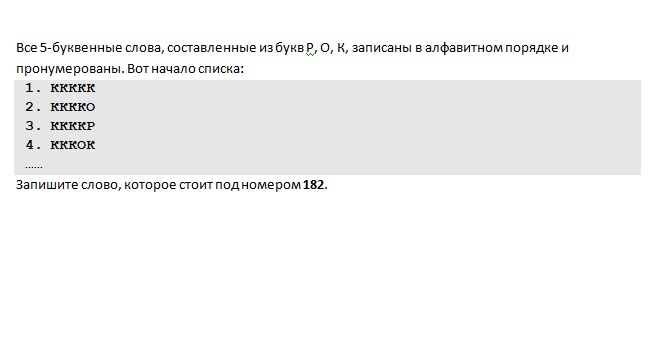 Все 5-буквенные слова, составленные из букв Р, О, К, записаны в алфавитном порядке и
пронумерованы. Вот начало списка:
1. ККККК
2. ККККО
3. ККККР
4. КККОК
……
Запишите слово, которое стоит под номером 182.